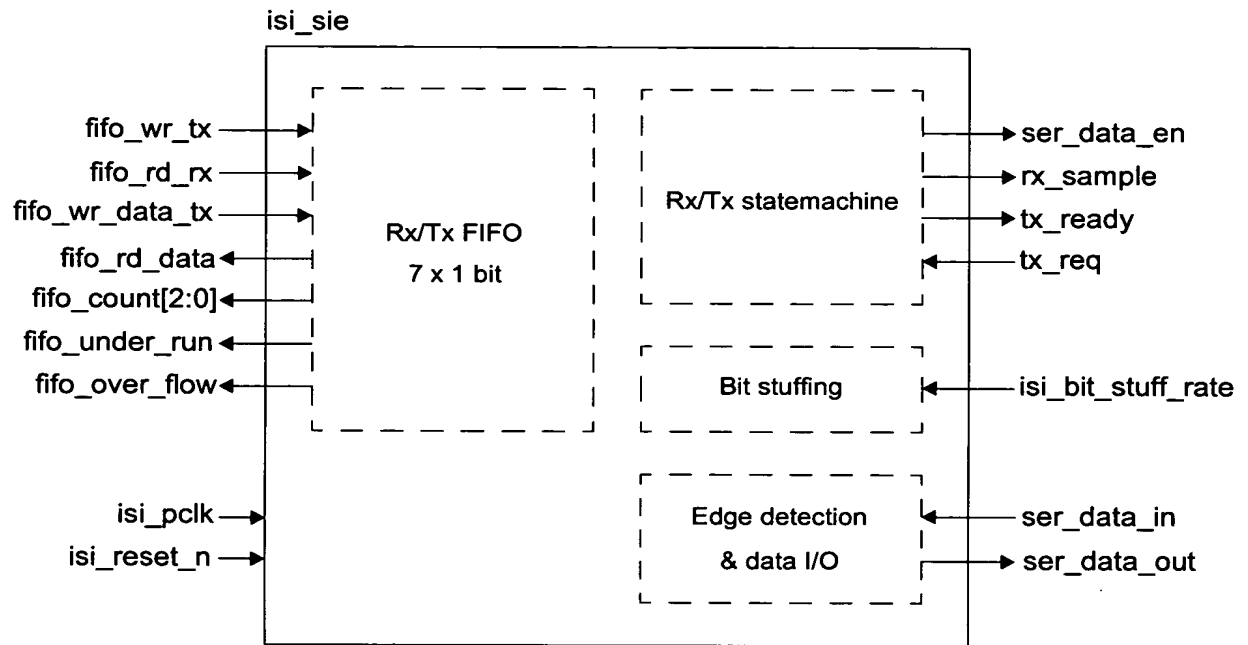 isi_sie
fifo_wr_tx
fifo_rd_rx
fifo_wr_data_tx
fifo_rd_data
fifo_count[2:0]
fifo_under_run
fifo_over_flow
isi_pclk
isi_reset_n
Rx/Tx FIFO
7 x 1 bit
Rx/Tx statemachine
Bit stuffing
Edge detection
& data I/O
ser_data_en
rx_sample
tx_ready
tx_req
isi_bit_stuff_rate
ser_data_in
ser_data_out